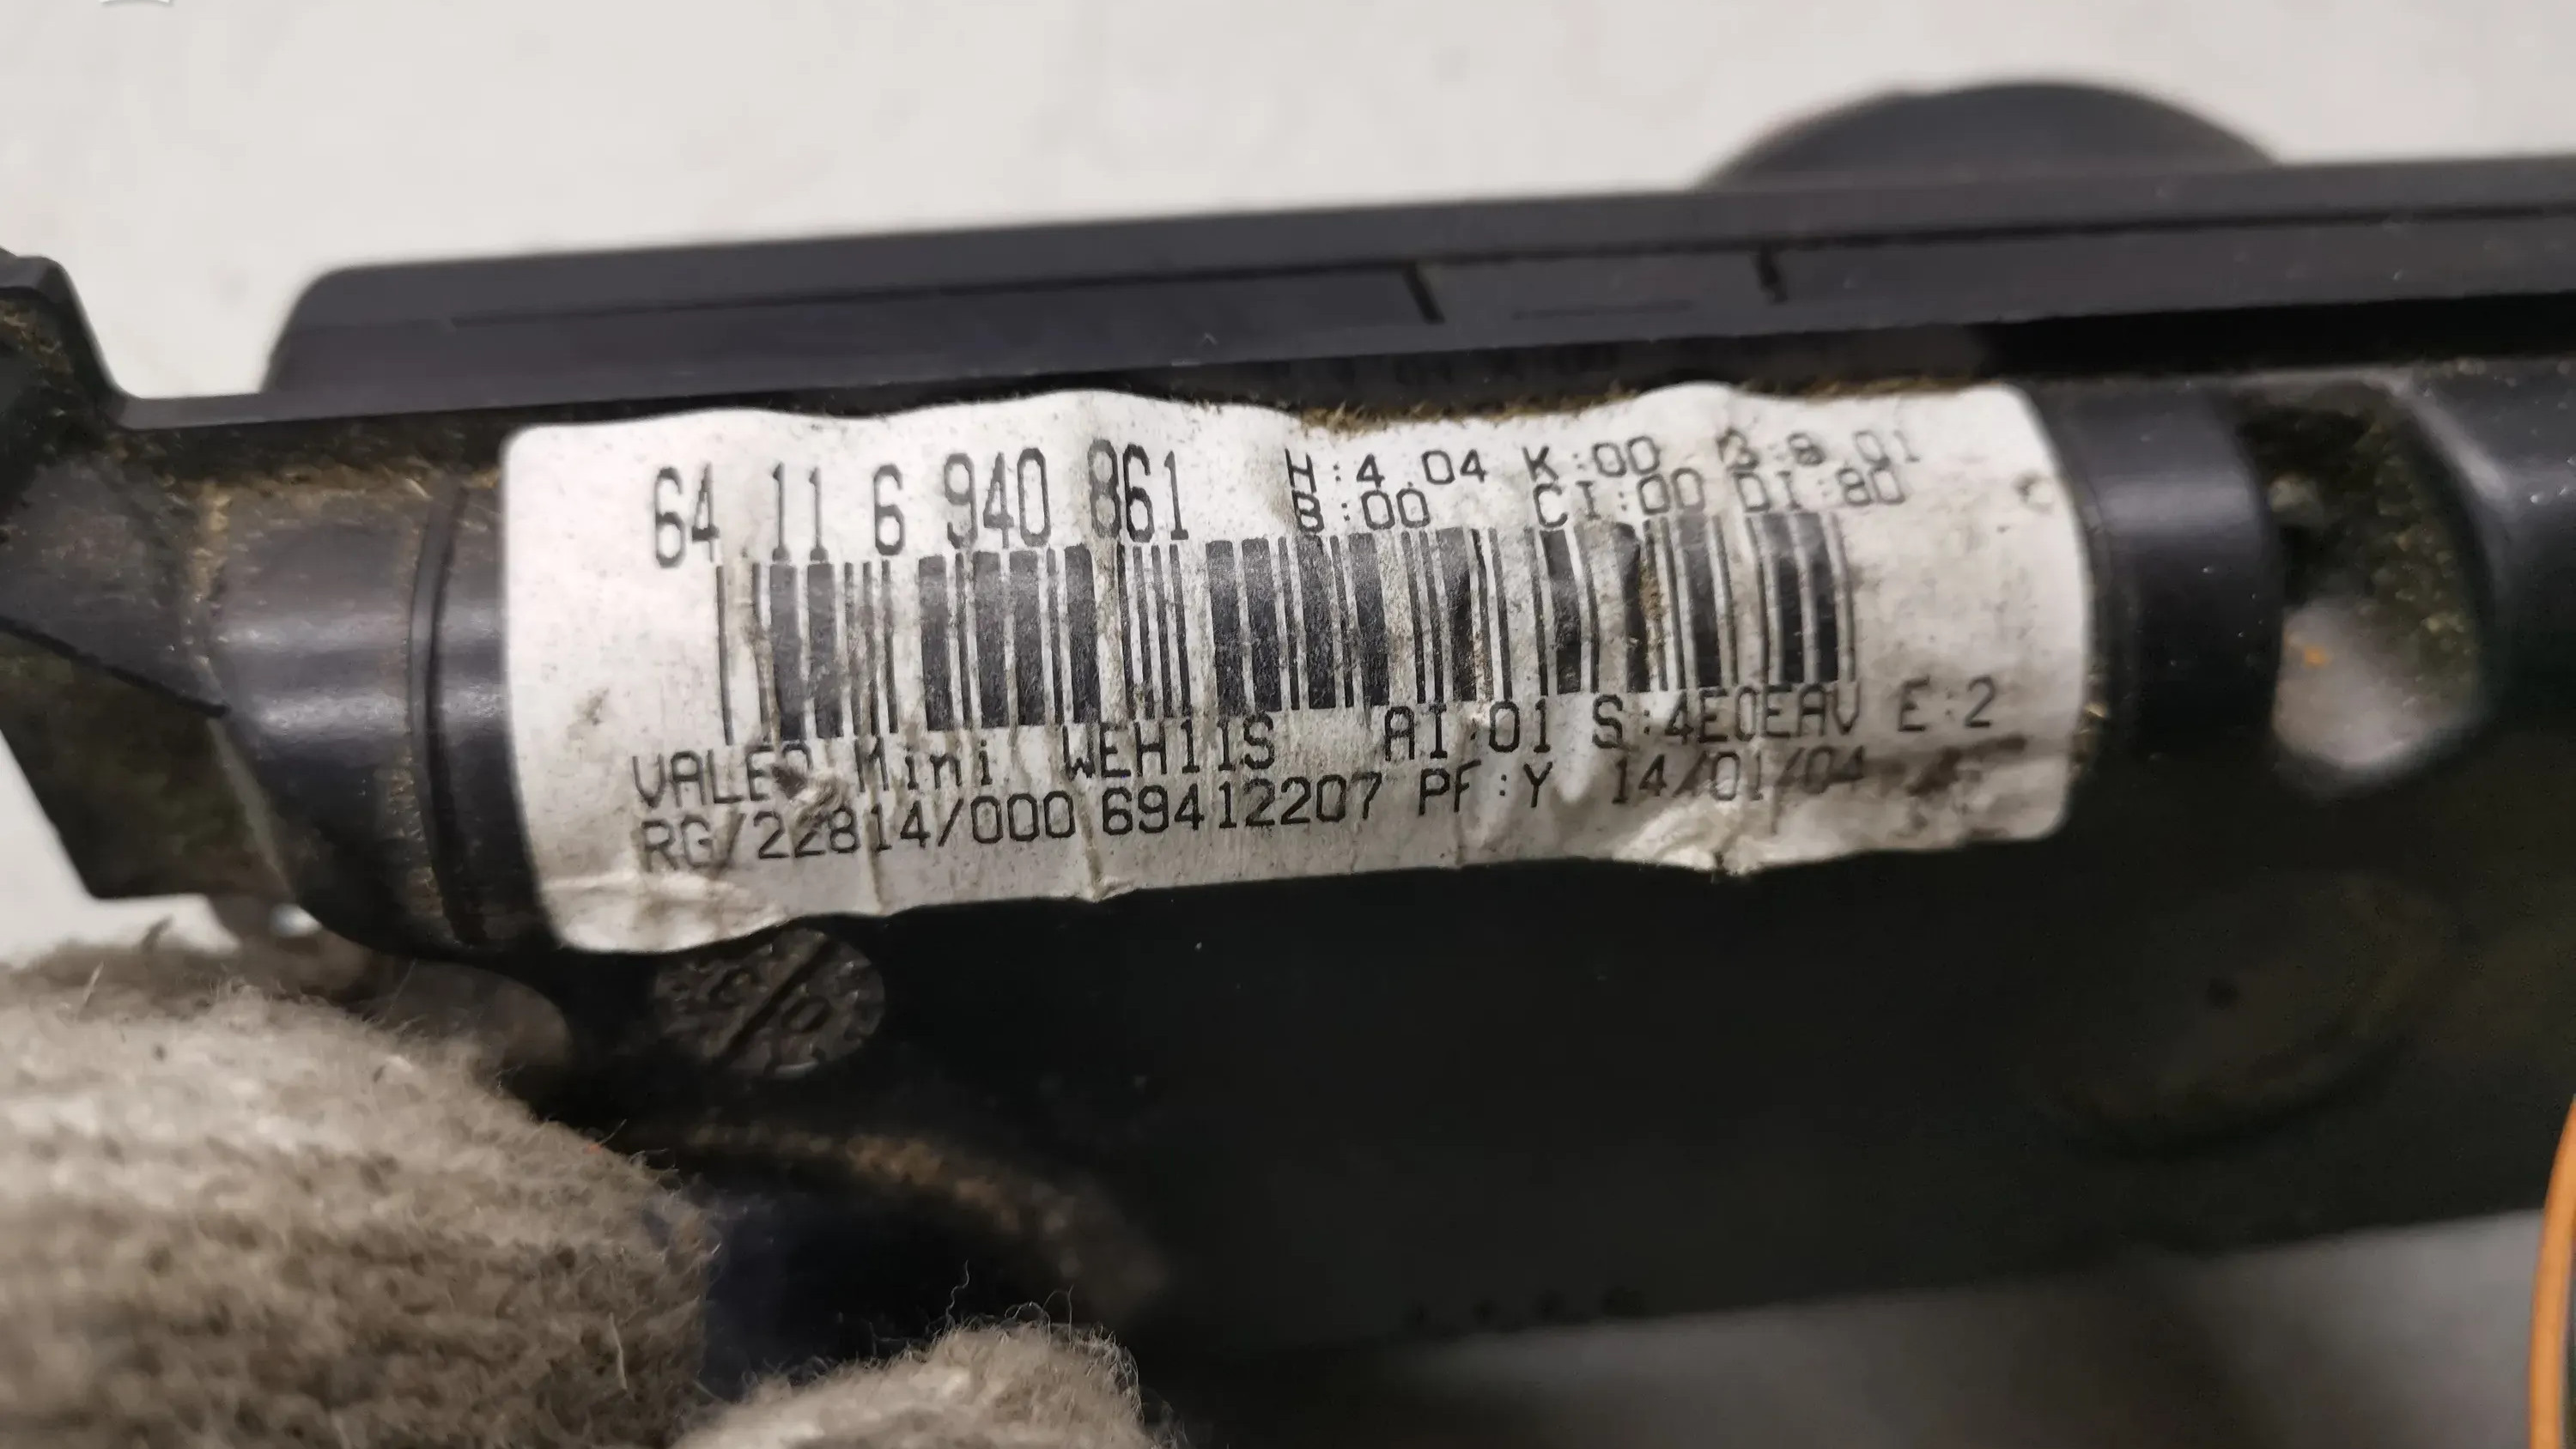 64 11 6 940 861
H:4.04 K:00 3.8.01
B:00 CI:00 DI:80
VALEO Mini WEH11S AI:01 S:4E0EAV E:2
RG/22814/000 69412207 PF:Y 14/01/04